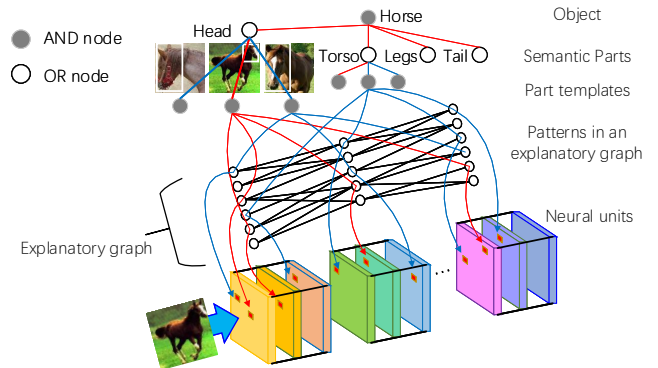 AND node
OR node
Head
Horse
Object
Torso
Legs
Tail
Semantic Parts
Part templates
Patterns in an
explanatory graph
Neural units
Explanatory graph
...